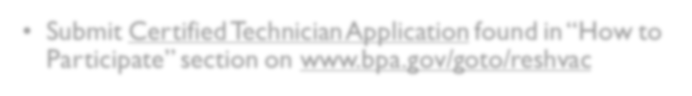 • Submit Certified Technician Application found in “How to
Participate” section on www.bpa.gov/goto/reshvac